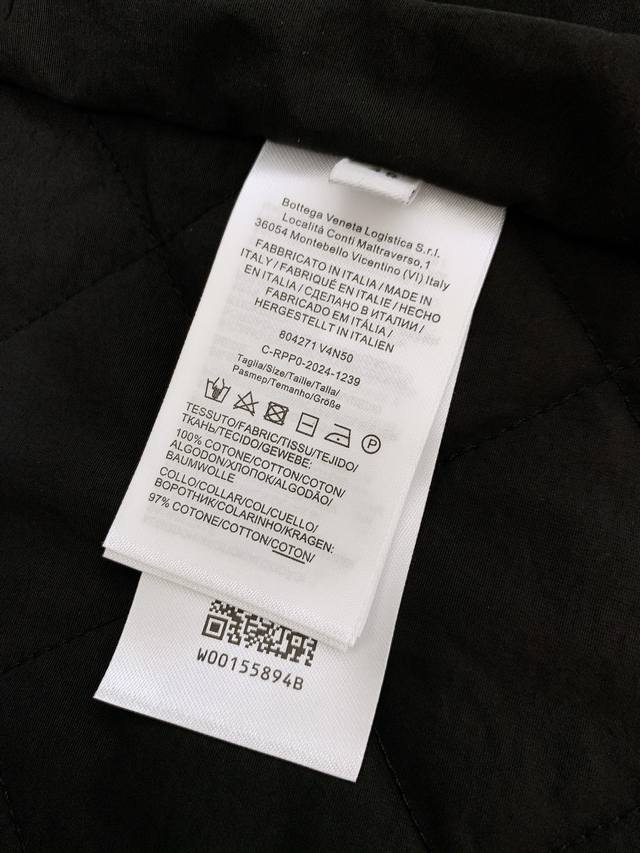 Bottega Veneta Logistica S.r.l.
Località Conti Maltraverso,1
36054 Montebello Vicentino (VI) Italy
FABBRICATO IN ITALIA / MADE IN
ITALY / FABRIQUÉ EN ITALIE / HECHO
EN ITALIA / СДЕЛАНО В ИТАЛИИ /
FABRICADO EM ITÁLIA /
HERGESTELLT IN ITALIEN
804271 V4N50
C-RPP0-2024-1239
Taglia/Size/Taille/Talla/
Размер/Tamanho/Größe
P
TESSUTO/FABRIC/TISSU/TEJIDO/
ТКАНЬ/TECIDO/GEWEBE:
100% COTONE/COTTON/COTON/
ALGODON/ХЛОПОК/ALGODÃO/
BAUMWOLLE
COLLO/COLLAR/COL/CUELLO/
ВОРОТНИК/COLARINHO/KRAGEN:
97% COTONE/COTTON/COTON/
W00155894B